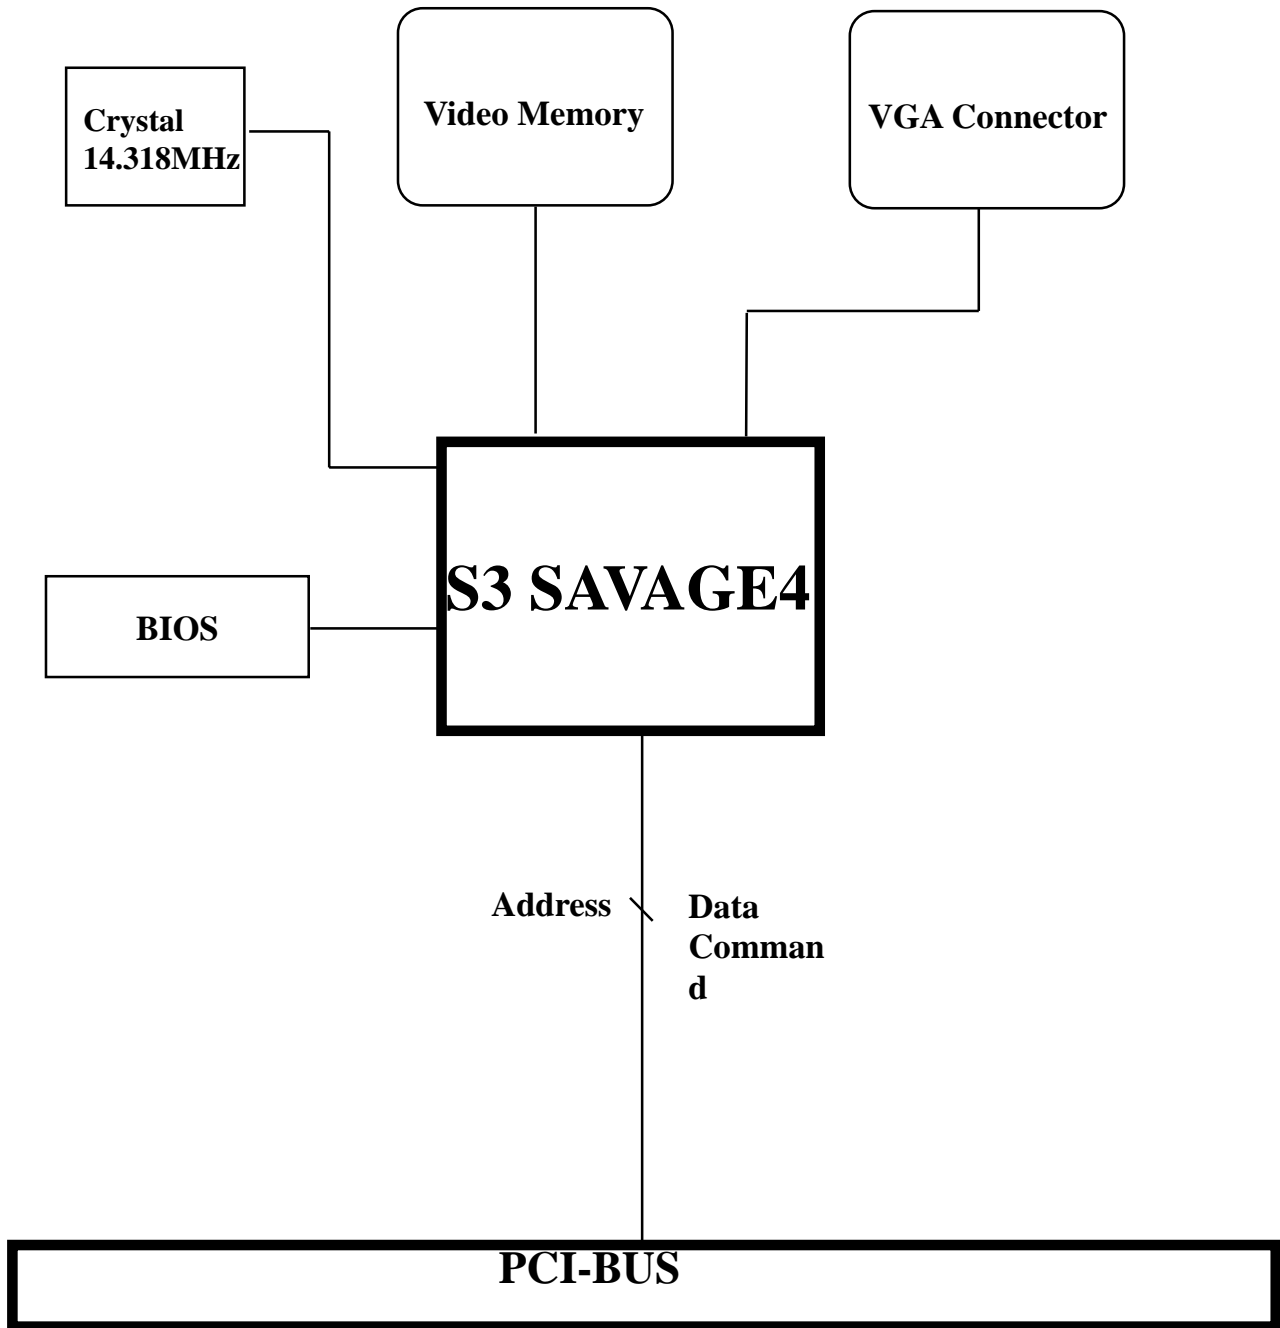 Crystal
14.318MHz
Video Memory
VGA Connector
S3 SAVAGE4
BIOS
Address
Data
Comman
d
PCI-BUS